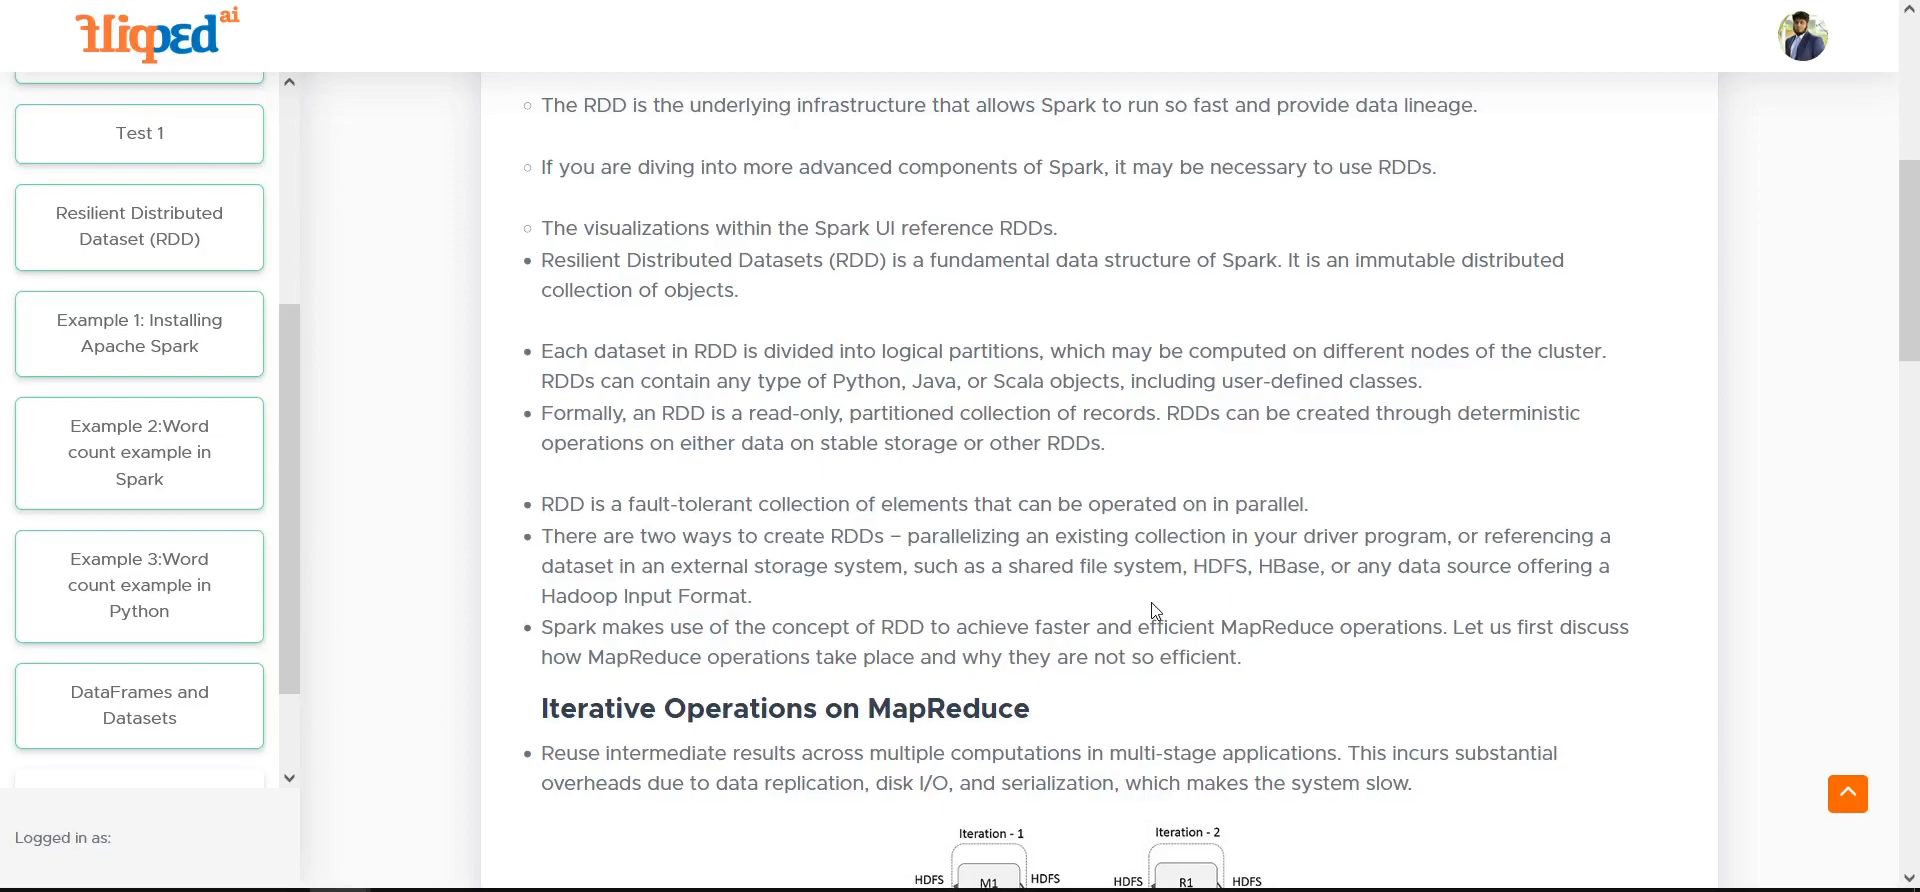 fliqped ai
Test 1
Resilient Distributed
Dataset (RDD)
Example 1: Installing
Apache Spark
Example 2:Word
count example in
Spark
Example 3:Word
count example in
Python
DataFrames and
Datasets
Logged in as:
The RDD is the underlying infrastructure that allows Spark to run so fast and provide data lineage.
If you are diving into more advanced components of Spark, it may be necessary to use RDDs.
The visualizations within the Spark UI reference RDDs.
Resilient Distributed Datasets (RDD) is a fundamental data structure of Spark. It is an immutable distributed
collection of objects.
Each dataset in RDD is divided into logical partitions, which may be computed on different nodes of the cluster.
RDDs can contain any type of Python, Java, or Scala objects, including user-defined classes.
Formally, an RDD is a read-only, partitioned collection of records. RDDs can be created through deterministic
operations on either data on stable storage or other RDDs.
RDD is a fault-tolerant collection of elements that can be operated on in parallel.
There are two ways to create RDDs − parallelizing an existing collection in your driver program, or referencing a
dataset in an external storage system, such as a shared file system, HDFS, HBase, or any data source offering a
Hadoop Input Format.
Spark makes use of the concept of RDD to achieve faster and efficient MapReduce operations. Let us first discuss
how MapReduce operations take place and why they are not so efficient.
Iterative Operations on MapReduce
Reuse intermediate results across multiple computations in multi-stage applications. This incurs substantial
overheads due to data replication, disk I/O, and serialization, which makes the system slow.
Iteration - 1 Iteration - 2
HDFS M1 HDFS HDFS R1 HDFS